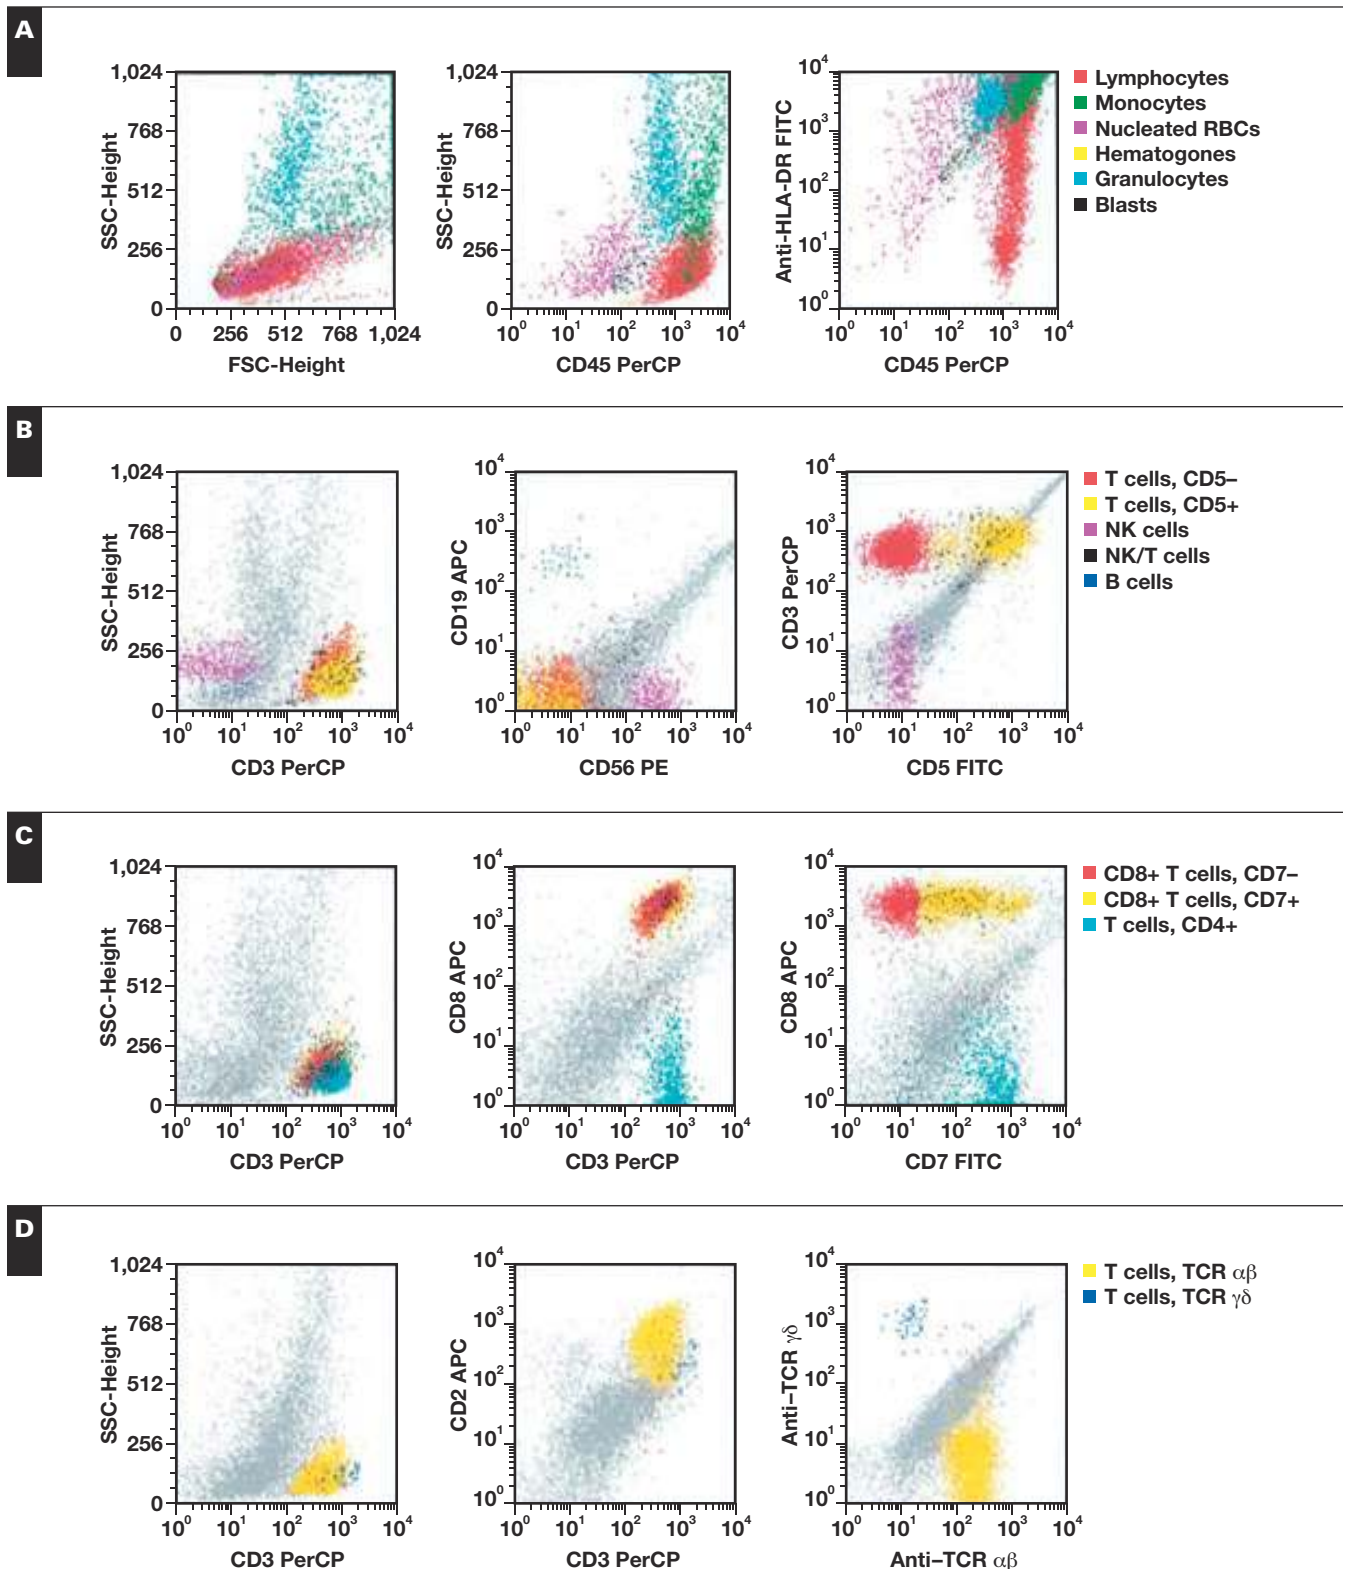 A
1,024
768
512
256
0
SSC-Height
0 256 512 768 1,024
FSC-Height
1,024
768
512
256
0
SSC-Height
10⁰ 10¹ 10² 10³ 10⁴
CD45 PerCP
10⁴
10³
10²
10¹
10⁰
Anti-HLA-DR FITC
10⁰ 10¹ 10² 10³ 10⁴
CD45 PerCP
Lymphocytes
Monocytes
Nucleated RBCs
Hematogones
Granulocytes
Blasts
B
1,024
768
512
256
0
SSC-Height
10⁰ 10¹ 10² 10³ 10⁴
CD3 PerCP
10⁴
10³
10²
10¹
10⁰
CD19 APC
10⁰ 10¹ 10² 10³ 10⁴
CD56 PE
10⁴
10³
10²
10¹
10⁰
CD3 PerCP
10⁰ 10¹ 10² 10³ 10⁴
CD5 FITC
T cells, CD5–
T cells, CD5+
NK cells
NK/T cells
B cells
C
1,024
768
512
256
0
SSC-Height
10⁰ 10¹ 10² 10³ 10⁴
CD3 PerCP
10⁴
10³
10²
10¹
10⁰
CD8 APC
10⁰ 10¹ 10² 10³ 10⁴
CD3 PerCP
10⁴
10³
10²
10¹
10⁰
CD8 APC
10⁰ 10¹ 10² 10³ 10⁴
CD7 FITC
CD8+ T cells, CD7–
CD8+ T cells, CD7+
T cells, CD4+
D
1,024
768
512
256
0
SSC-Height
10⁰ 10¹ 10² 10³ 10⁴
CD3 PerCP
10⁴
10³
10²
10¹
10⁰
CD2 APC
10⁰ 10¹ 10² 10³ 10⁴
CD3 PerCP
10⁴
10³
10²
10¹
10⁰
Anti–TCR γδ
10⁰ 10¹ 10² 10³ 10⁴
Anti–TCR αβ
T cells, TCR αβ
T cells, TCR γδ